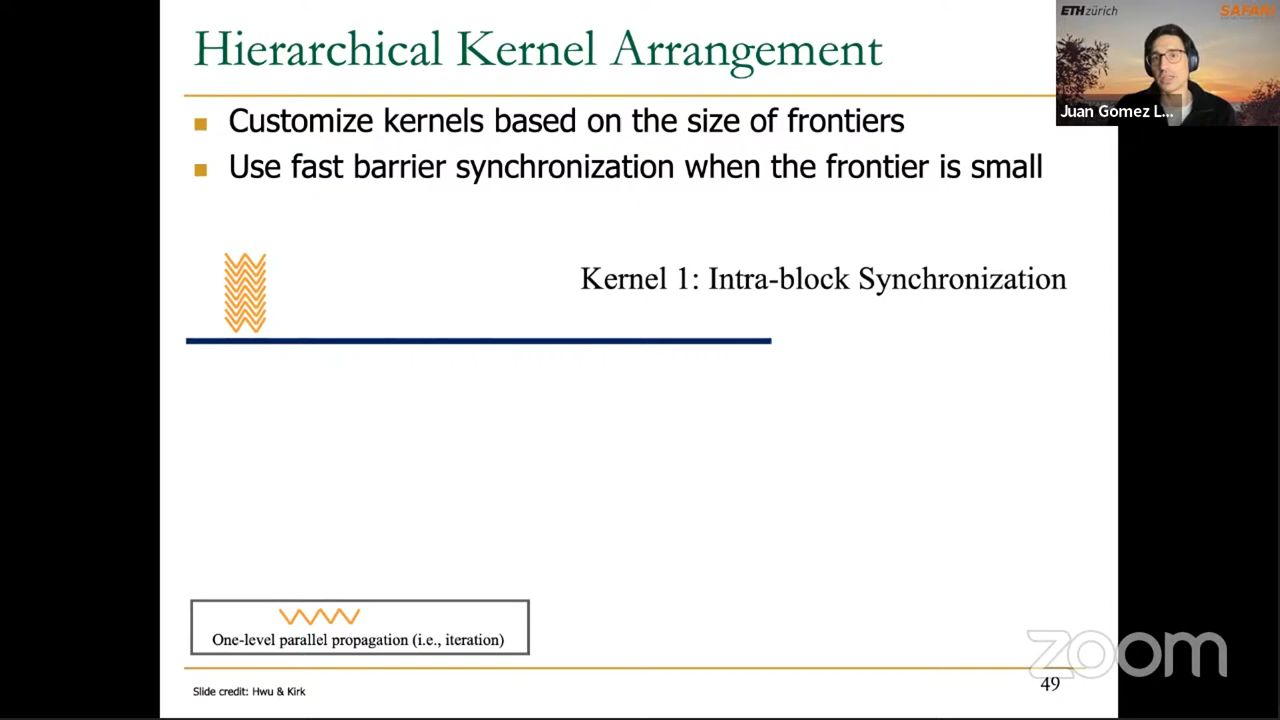 Hierarchical Kernel Arrangement
ETH zürich
SAFARI
Juan Gomez L...
Customize kernels based on the size of frontiers
Use fast barrier synchronization when the frontier is small
Kernel 1: Intra-block Synchronization
One-level parallel propagation (i.e., iteration)
zoom
Slide credit: Hwu & Kirk
49